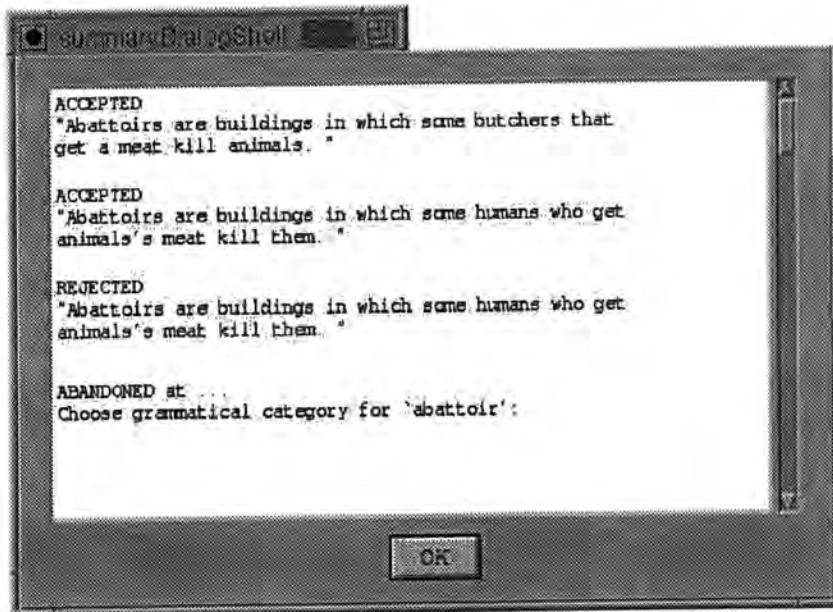 summaryDialogShell
ACCEPTED
"Abattoirs are buildings in which some butchers that
get a meat kill animals. "
ACCEPTED
"Abattoirs are buildings in which some humans who get
animals's meat kill them. "
REJECTED
"Abattoirs are buildings in which some humans who get
animals's meat kill them. "
ABANDONED at ...
Choose grammatical category for `abattoir':
OK